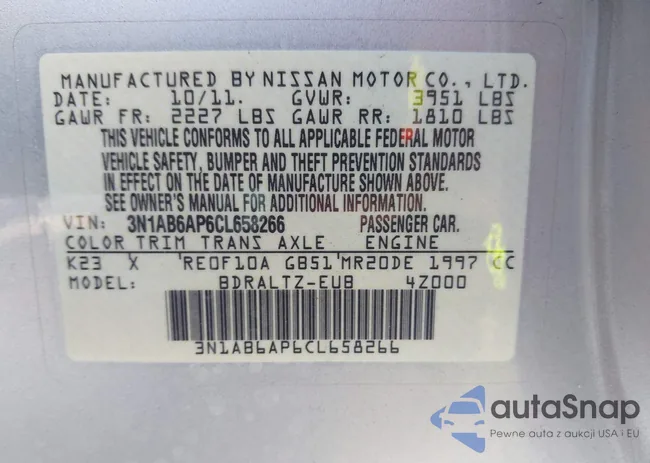 MANUFACTURED BY NISSAN MOTOR CO., LTD.
DATE: 10/11. GVWR: 3951 LBS
GAWR FR: 2227 LBS GAWR RR: 1810 LBS
THIS VEHICLE CONFORMS TO ALL APPLICABLE FEDERAL MOTOR
VEHICLE SAFETY, BUMPER AND THEFT PREVENTION STANDARDS
IN EFFECT ON THE DATE OF MANUFACTURE SHOWN ABOVE.
SEE OWNER'S MANUAL FOR ADDITIONAL INFORMATION.
VIN: 3N1AB6AP6CL658266 PASSENGER CAR.
COLOR TRIM TRANS AXLE ENGINE
K23 X 'RE0F10A GB51'MR20DE 1997 CC
MODEL: BDRALTZ-EUB 4Z000
3N1AB6AP6CL658266
autoSnap
Pewne auta z aukcji USA i EU